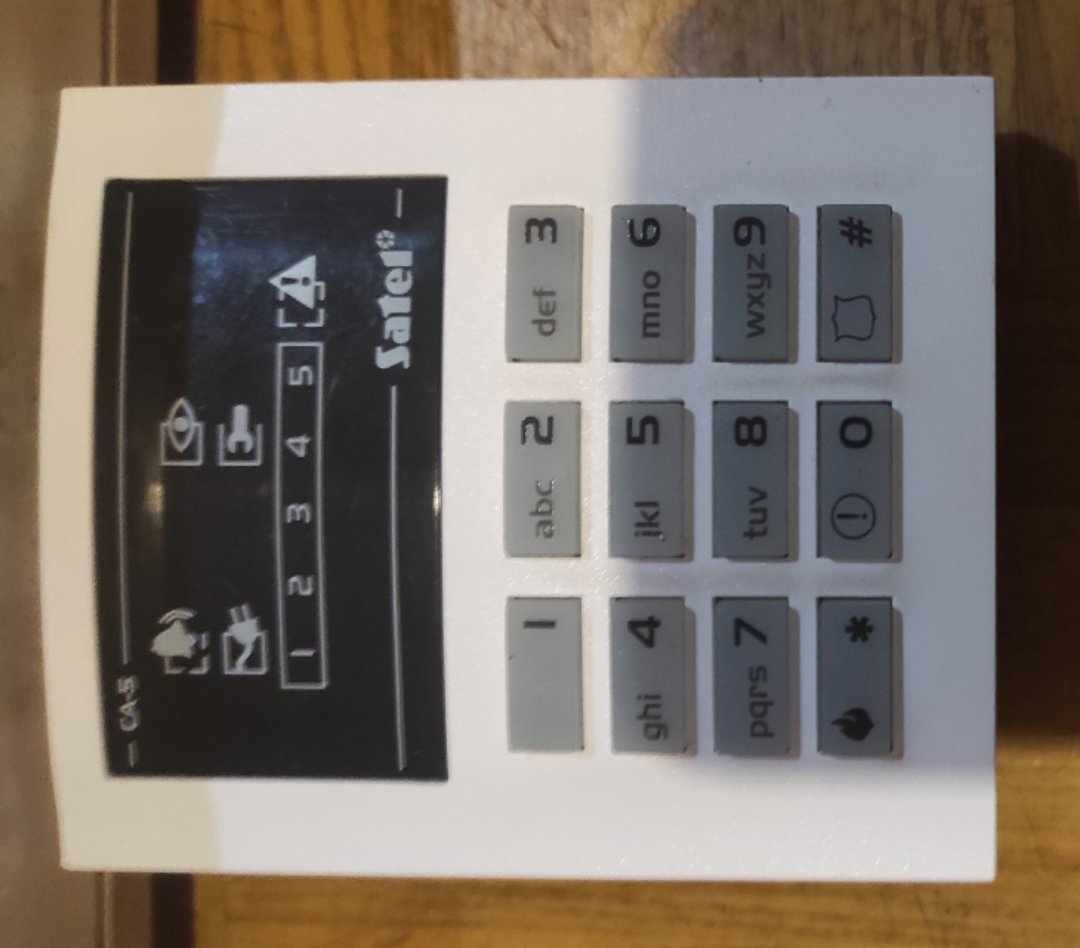 CA-5
1 2 3 4 5
Satel®
1
abc 2
def 3
ghi 4
jkl 5
mno 6
pqrs 7
tuv 8
wxyz 9
*
0
#